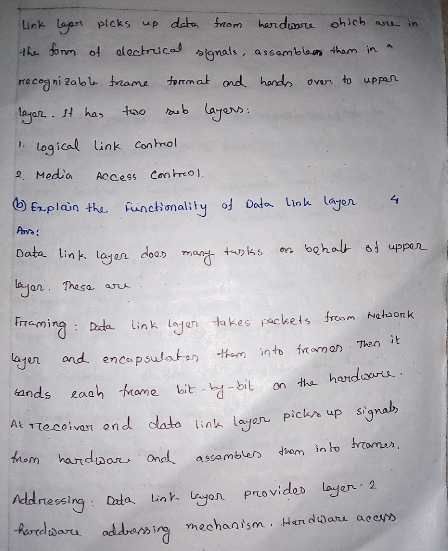 Link layer picks up data from hardware which are in
the form of electrical signals, assembles them in a
recognizable frame format and hands over to upper
layer. It has two sub layers:
1. Logical Link Control
2. Media Access Control.
(b) Explain the functionality of Data link layer 4
Ans:
Data link layer does many tasks on behalf of upper
layer. These are
Framing: Data link layer takes packets from Network
layer and encapsulates them into frames. Then it
sends each frame bit-by-bit on the hardware.
At receiver end data link layer picks up signals
from hardware and assembles them into frames.
Addressing: Data link layer provides layer-2
hardware addressing mechanism. Hardware access